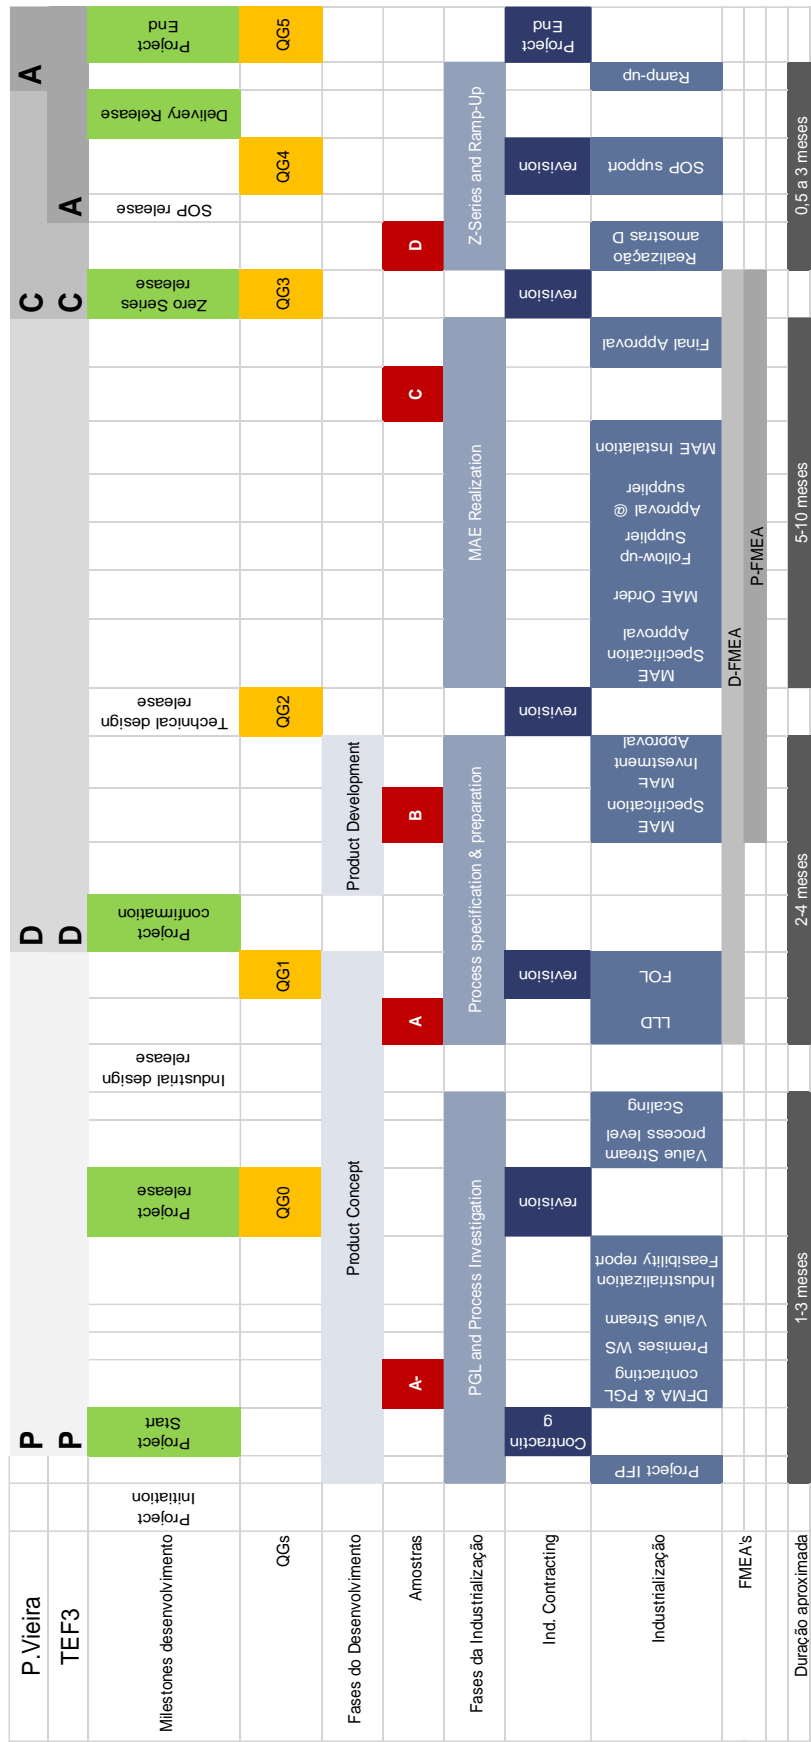 P.Vieira
P
D
C
A
TEF3
P
D
C
A
Milestones desenvolvimento
Project
Initiation
Project
Start
Project
release
Industrial design
release
Project
confirmation
Technical design
release
Zero Series
release
SOP release
Delivery Release
Project
End
QGs
QG0
QG1
QG2
QG3
QG4
QG5
Fases do Desenvolvimento
Product Concept
Product Development
Amostras
A-
A
B
C
D
Fases da Industrialização
PGL and Process Investigation
Process specification & preparation
MAE Realization
Z-Series and Ramp-Up
Ind. Contracting
Contractin
g
revision
revision
revision
revision
revision
Project
End
Industrialização
Project IFP
DFMA & PGL
contracting
Premises WS
Value Stream
Industrialization
Feasibility report
Value Stream
process level
Scaling
LLD
FOL
MAE
Specification
MAE
Investment
Approval
MAE
Specification
Approval
MAE Order
Follow-up
Supplier
Approval @
supplier
MAE Instalation
Final Approval
Realização
amostras D
SOP support
Ramp-up
FMEA's
D-FMEA
P-FMEA
Duração aproximada
1-3 meses
2-4 meses
5-10 meses
0,5 a 3 meses